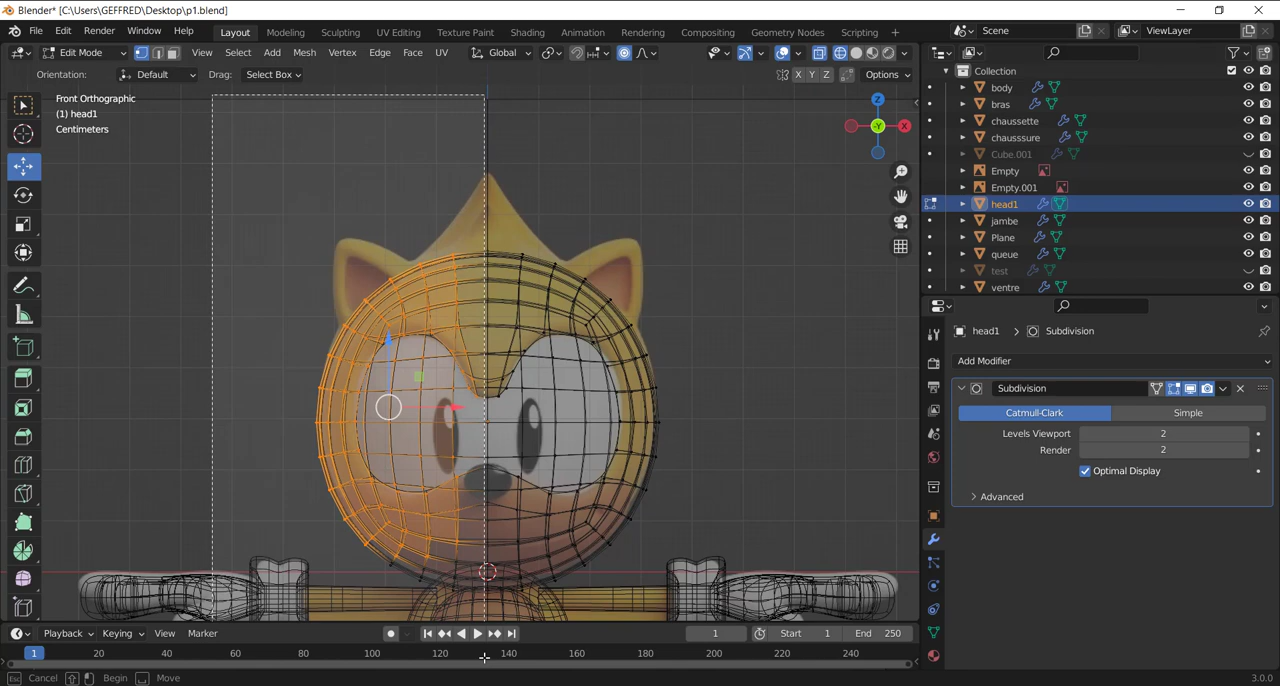 Blender* [C:\Users\GEFFRED\Desktop\p1.blend]
File Edit Render Window Help Layout Modeling Sculpting UV Editing Texture Paint Shading Animation Rendering Compositing Geometry Nodes Scripting + Scene ViewLayer
Edit Mode View Select Add Mesh Vertex Edge Face UV Global
Orientation: Default Drag: Select Box X Y Z Options
Front Orthographic
(1) head1
Centimeters
Z
-Y X
Collection
body
bras
chaussette
chausssure
Cube.001
Empty
Empty.001
head1
jambe
Plane
queue
test
ventre
head1 > Subdivision
Add Modifier
Subdivision
Catmull-Clark Simple
Levels Viewport 2
Render 2
Optimal Display
Advanced
Playback Keying View Marker 1 Start 1 End 250
1 20 40 60 80 100 120 140 160 180 200 220 240
Esc Cancel Begin Move 3.0.0